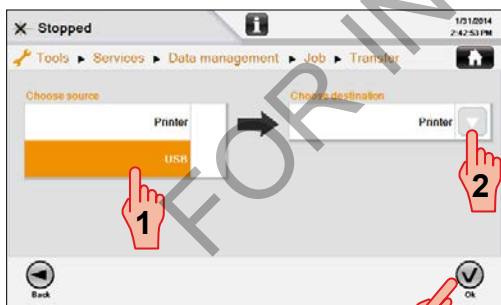 Stopped
1/31/2014
2:42:53 PM
Tools ▶ Services ▶ Data management ▶ Job ▶ Transfer
Choose source
Choose destination
Printer
Printer
USB
1
2
Back
Ok
FOR IN